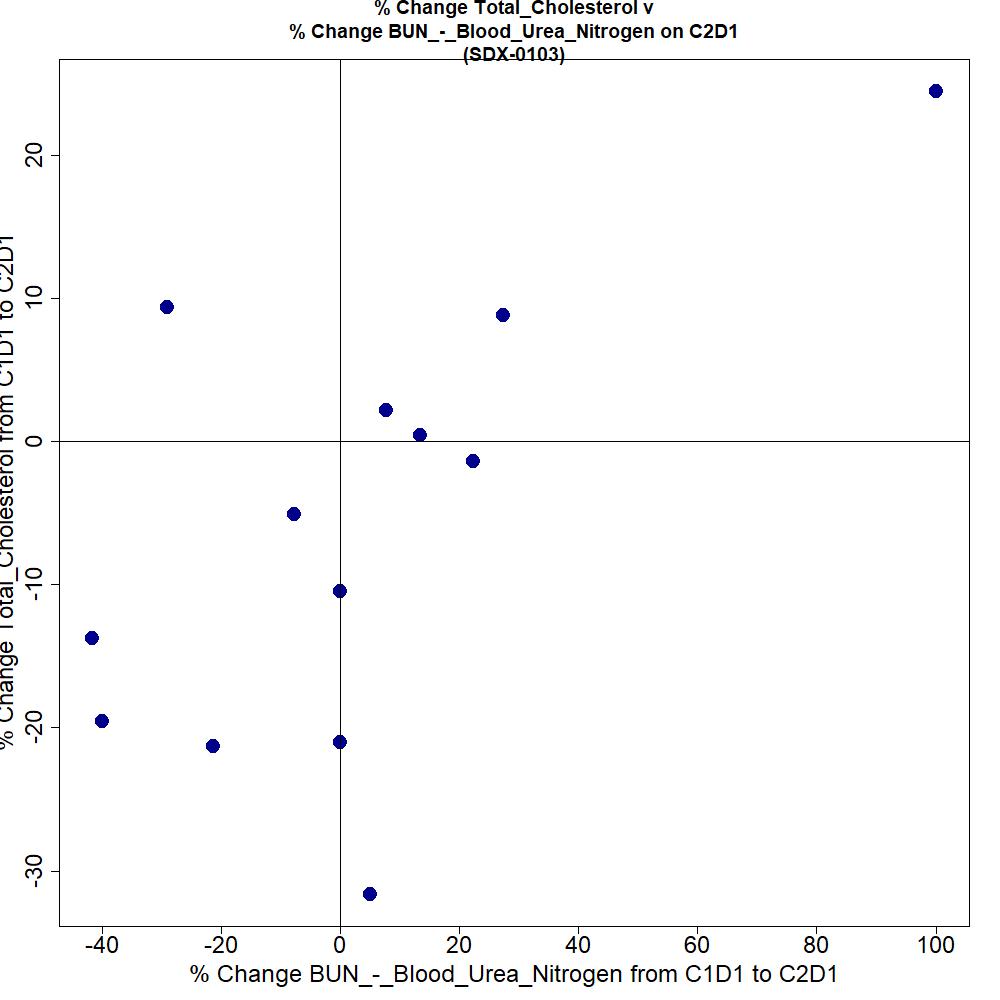 % Change Total_Cholesterol v
% Change BUN_-_Blood_Urea_Nitrogen on C2D1
(SDX-0103)
% Change Total_Cholesterol from C1D1 to C2D1
20
10
0
-10
-20
-30
-40 -20 0 20 40 60 80 100
% Change BUN_-_Blood_Urea_Nitrogen from C1D1 to C2D1